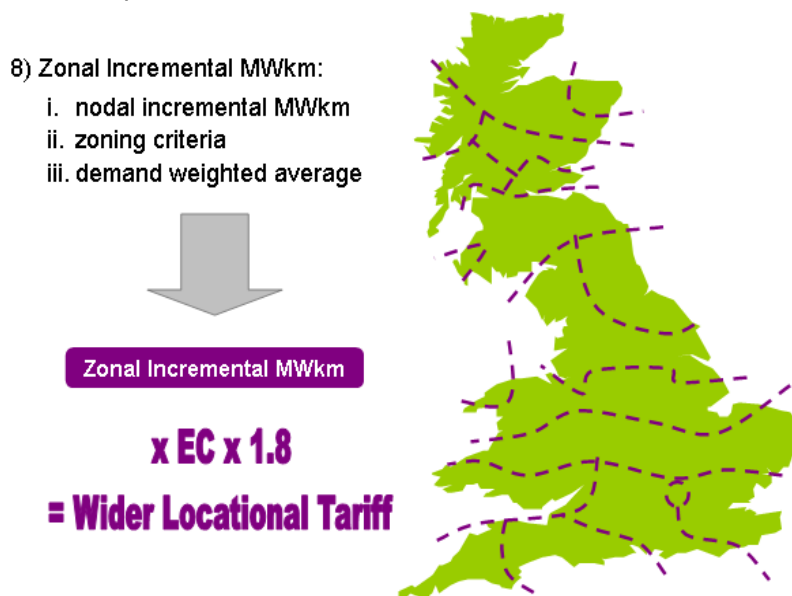 8) Zonal Incremental MWkm:
i. nodal incremental MWkm
ii. zoning criteria
iii. demand weighted average
Zonal Incremental MWkm
x EC x 1.8
= Wider Locational Tariff